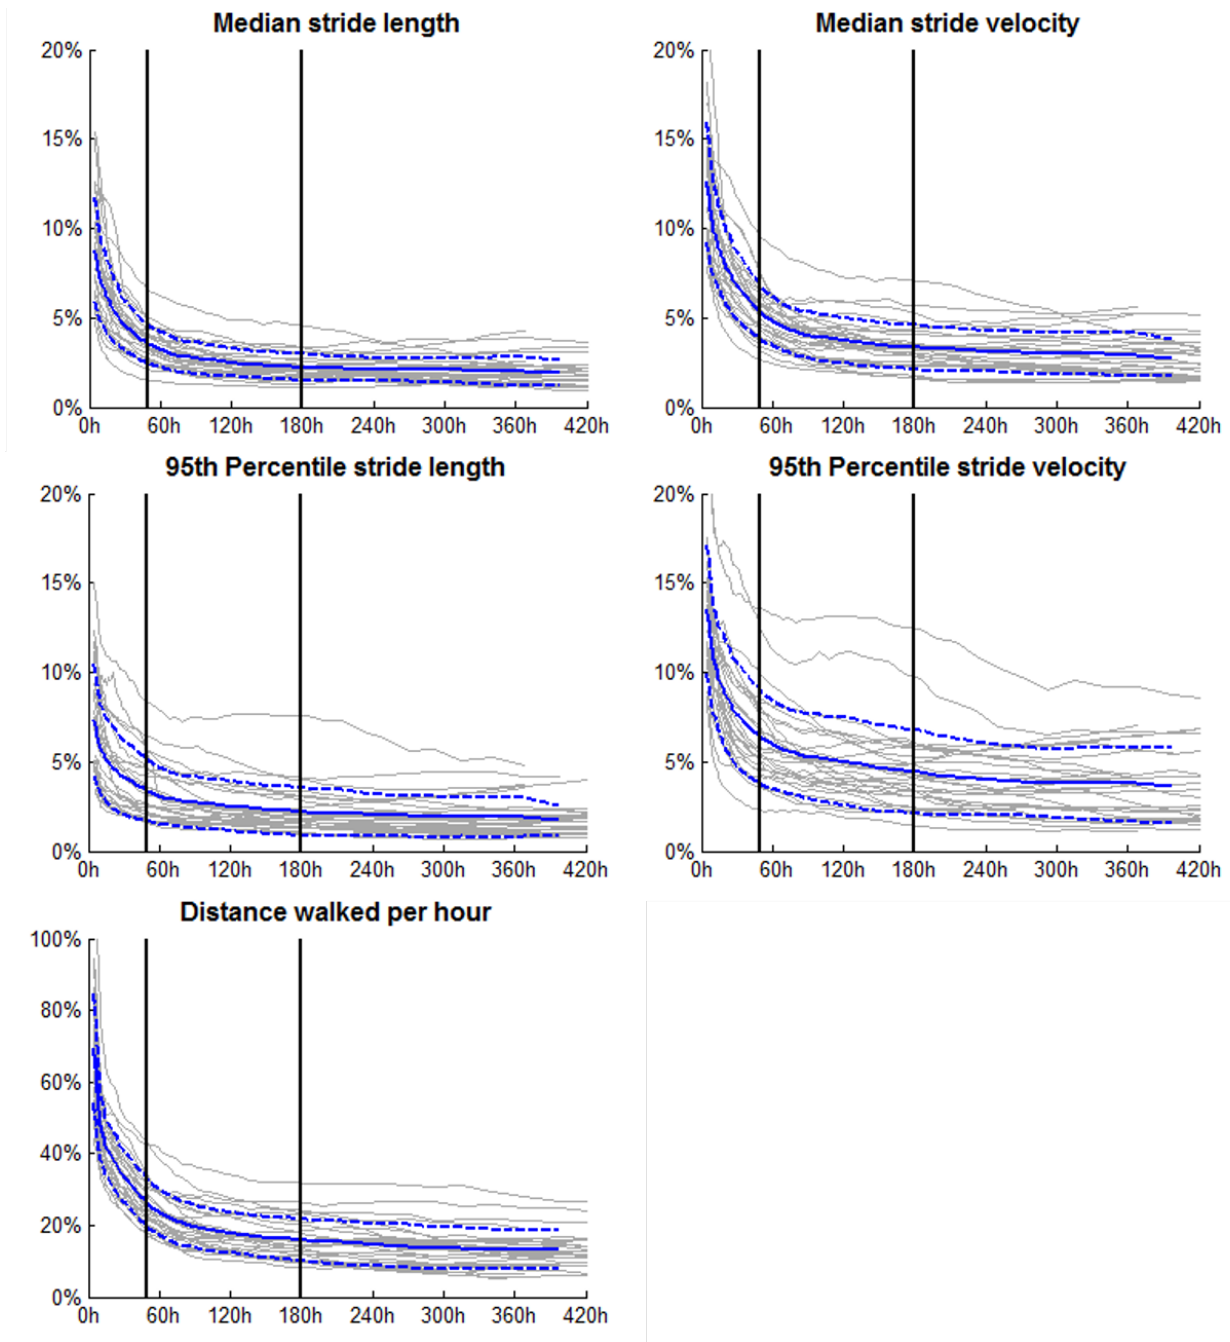 Median stride length
20%
15%
10%
5%
0%
0h 60h 120h 180h 240h 300h 360h 420h
Median stride velocity
20%
15%
10%
5%
0%
0h 60h 120h 180h 240h 300h 360h 420h
95th Percentile stride length
20%
15%
10%
5%
0%
0h 60h 120h 180h 240h 300h 360h 420h
95th Percentile stride velocity
20%
15%
10%
5%
0%
0h 60h 120h 180h 240h 300h 360h 420h
Distance walked per hour
100%
80%
60%
40%
20%
0%
0h 60h 120h 180h 240h 300h 360h 420h